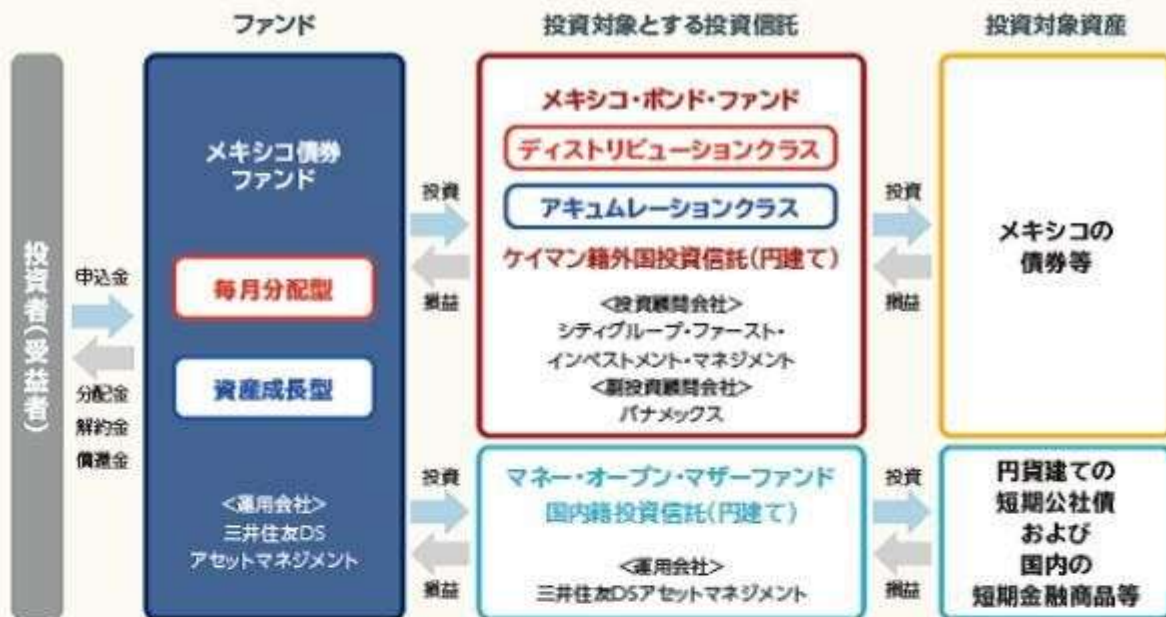 ファンド
投資対象とする投資信託
投資対象資産
投資者(受益者)
申込金
分配金
解約金
償還金
メキシコ債券
ファンド
毎月分配型
資産成長型
<運用会社>
三井住友DS
アセットマネジメント
投資
損益
メキシコ・ボンド・ファンド
ディストリビューションクラス
アキュムレーションクラス
ケイマン籍外国投資信託(円建て)
<投資顧問会社>
シティグループ・ファースト・
インベストメント・マネジメント
<副投資顧問会社>
バナメックス
投資
損益
メキシコの
債券等
投資
損益
マネー・オープン・マザーファンド
国内籍投資信託(円建て)
<運用会社>
三井住友DSアセットマネジメント
投資
損益
円貨建ての
短期公社債
および
国内の
短期金融商品等